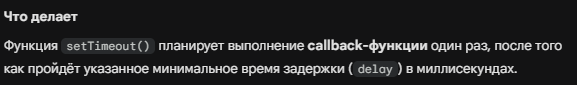 Что делает
Функция setTimeout() планирует выполнение callback-функции один раз, после того
как пройдёт указанное минимальное время задержки ( delay ) в миллисекундах.